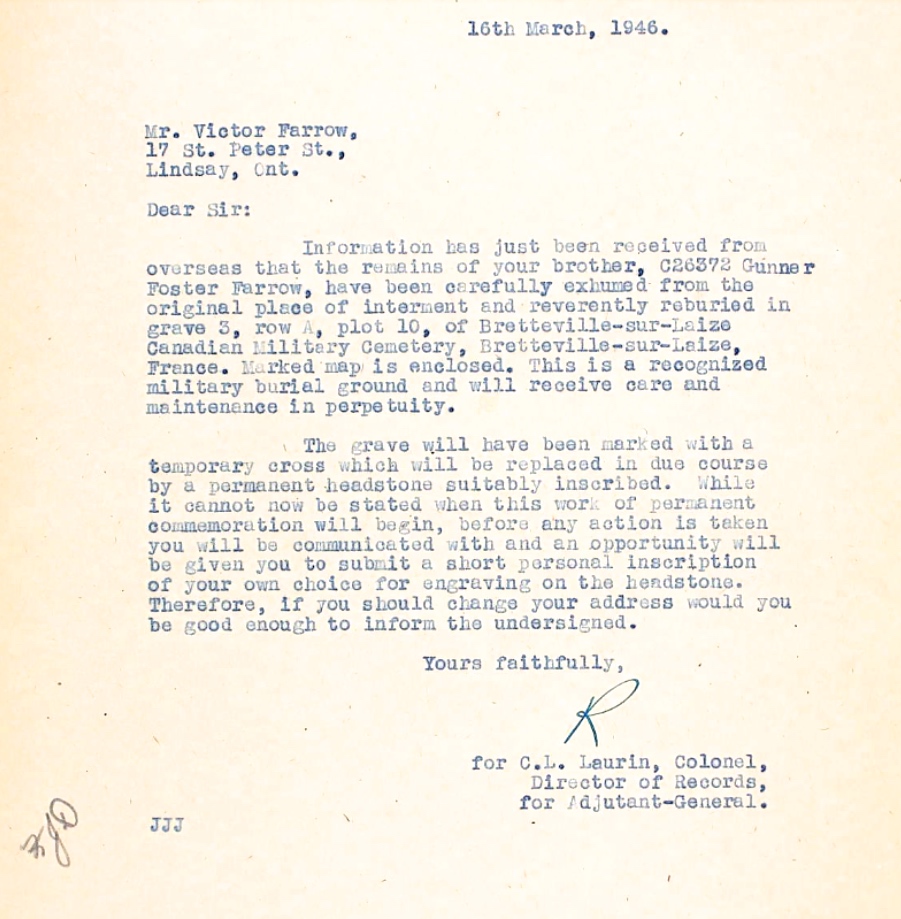 16th March, 1946.
Mr. Victor Farrow,
17 St. Peter St.,
Lindsay, Ont.
Dear Sir:
Information has just been received from
overseas that the remains of your brother, C26372 Gunner
Foster Farrow, have been carefully exhumed from the
original place of interment and reverently reburied in
grave 3, row A, plot 10, of Bretteville-sur-Laize
Canadian Military Cemetery, Bretteville-sur-Laize,
France. Marked map is enclosed. This is a recognized
military burial ground and will receive care and
maintenance in perpetuity.
The grave will have been marked with a
temporary cross which will be replaced in due course
by a permanent headstone suitably inscribed. While
it cannot now be stated when this work of permanent
commemoration will begin, before any action is taken
you will be communicated with and an opportunity will
be given you to submit a short personal inscription
of your own choice for engraving on the headstone.
Therefore, if you should change your address would you
be good enough to inform the undersigned.
Yours faithfully,
R
for C.L. Laurin, Colonel,
Director of Records,
for Adjutant-General.
JJJ